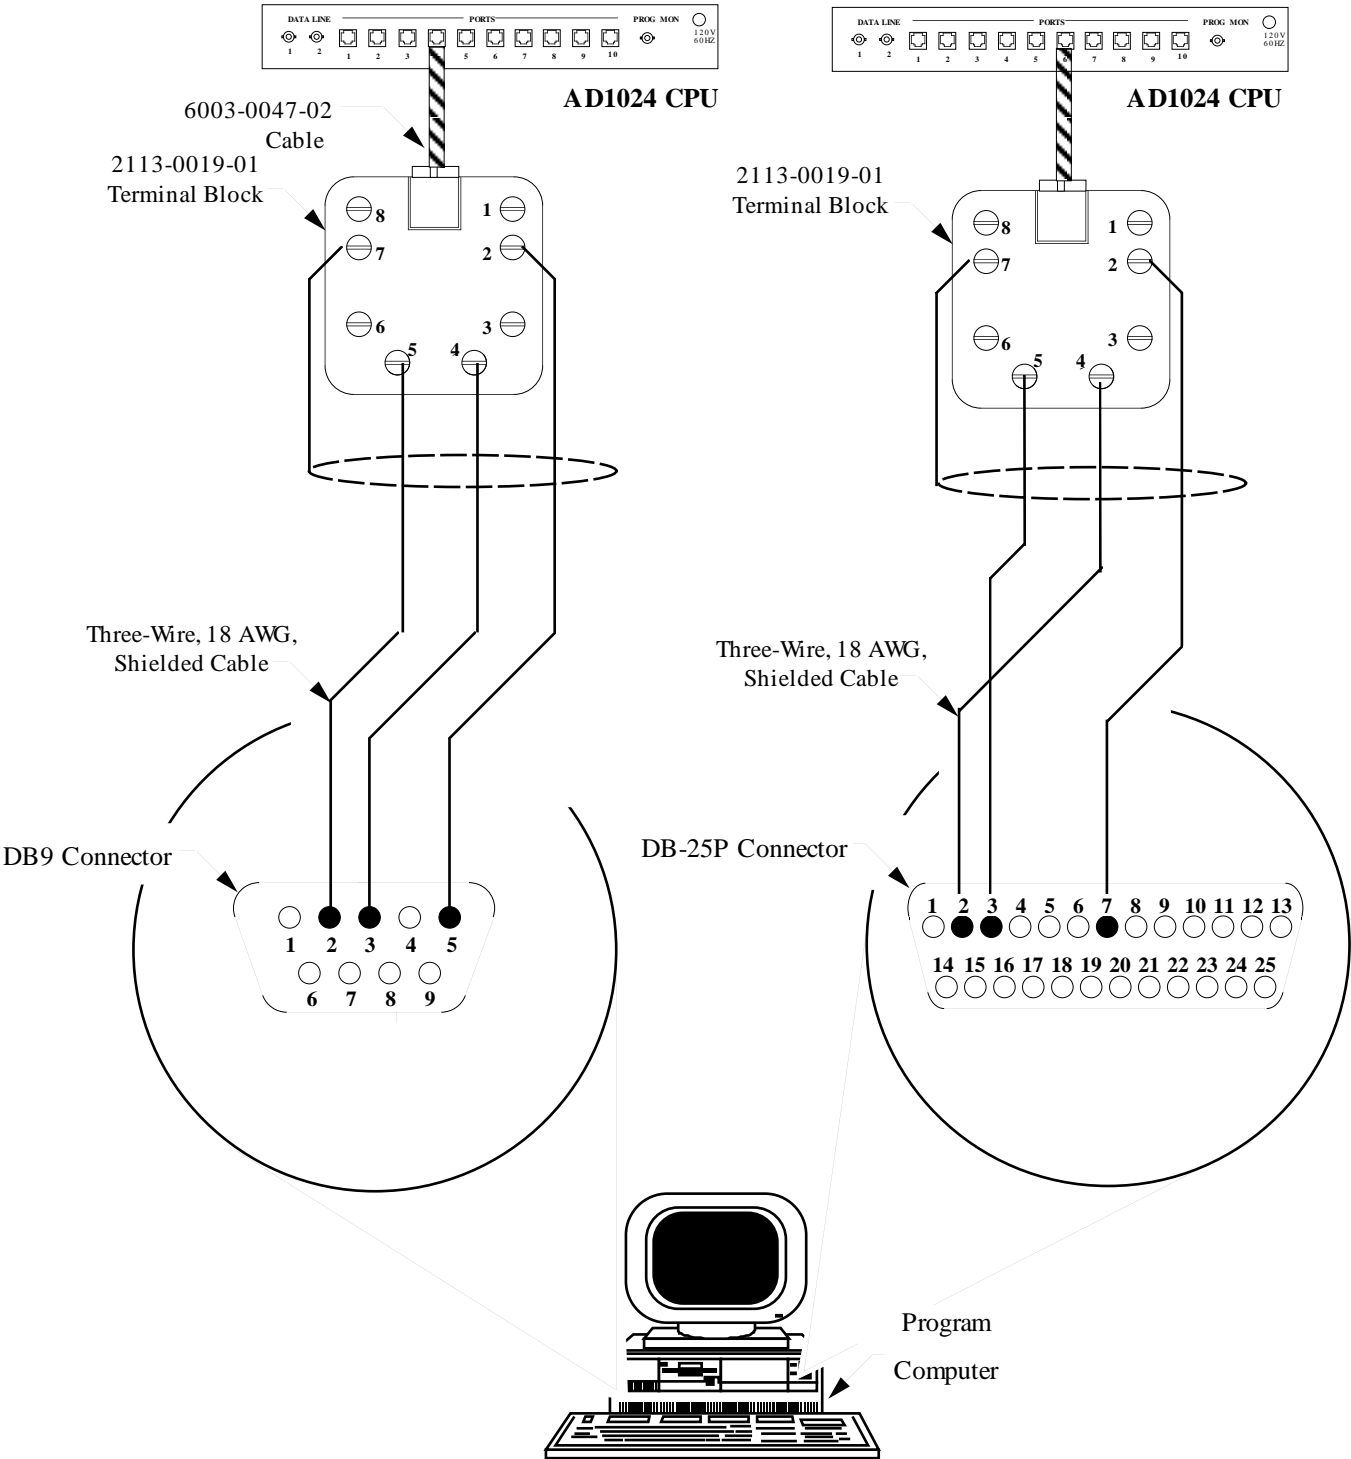 DATA LINE PORTS PROG MON
1 2 1 2 3 5 6 7 8 9 10
120V
60HZ
AD1024 CPU
DATA LINE PORTS PROG MON
1 2 1 2 3 4 5 6 7 8 9 10
120V
60HZ
AD1024 CPU
6003-0047-02
Cable
2113-0019-01
Terminal Block
8 1
7 2
6 3
5 4
2113-0019-01
Terminal Block
8 1
7 2
6 3
5 4
Three-Wire, 18 AWG,
Shielded Cable
Three-Wire, 18 AWG,
Shielded Cable
DB9 Connector
1 2 3 4 5
6 7 8 9
DB-25P Connector
1 2 3 4 5 6 7 8 9 10 11 12 13
14 15 16 17 18 19 20 21 22 23 24 25
Program
Computer